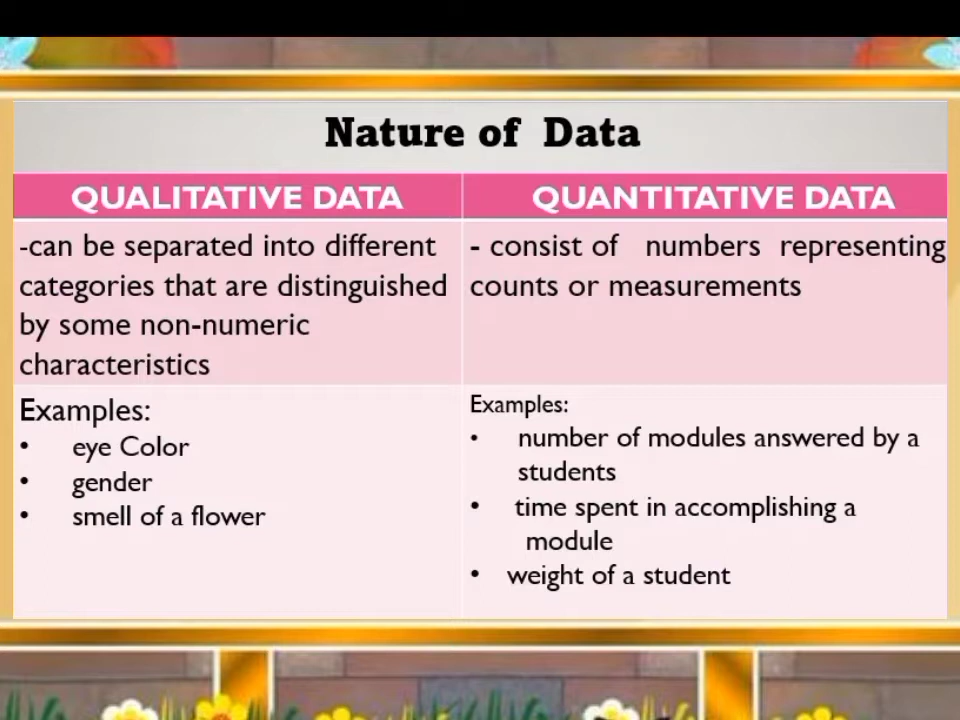 Nature of Data
QUALITATIVE DATA
-can be separated into different
categories that are distinguished
by some non-numeric
characteristics
Examples:
• eye Color
• gender
• smell of a flower
QUANTITATIVE DATA
- consist of numbers representing
counts or measurements
Examples:
• number of modules answered by a
students
• time spent in accomplishing a
module
• weight of a student